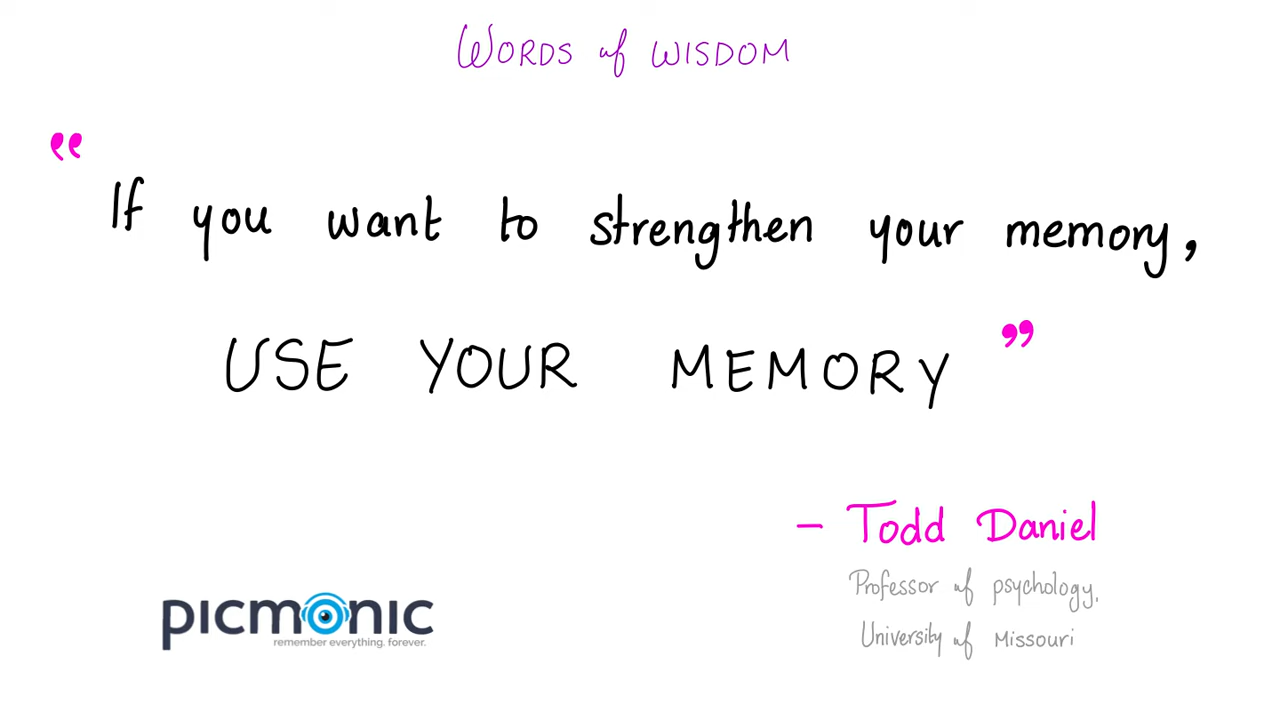 WORDS of WISDOM
“
If you want to strengthen your memory,
USE YOUR MEMORY ”
– Todd Daniel
Professor of psychology,
University of Missouri
picmonic
remember everything. forever.